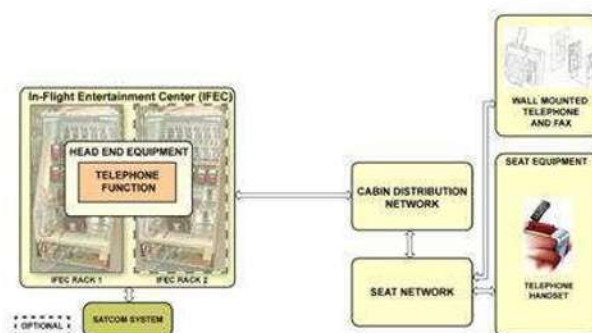 In-Flight Entertainment Center (IFEC)
HEAD END EQUIPMENT
TELEPHONE
FUNCTION
IFEC RACK 1
IFEC RACK 2
OPTIONAL
SATCOM SYSTEM
CABIN DISTRIBUTION
NETWORK
SEAT NETWORK
WALL MOUNTED
TELEPHONE
AND FAX
SEAT EQUIPMENT
TELEPHONE
HANDSET